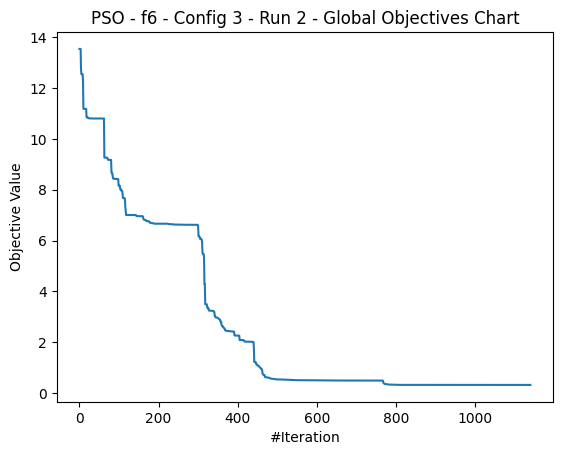 PSO - f6 - Config 3 - Run 2 - Global Objectives Chart
14
12
10
8
6
4
2
0
Objective Value
0 200 400 600 800 1000
#Iteration